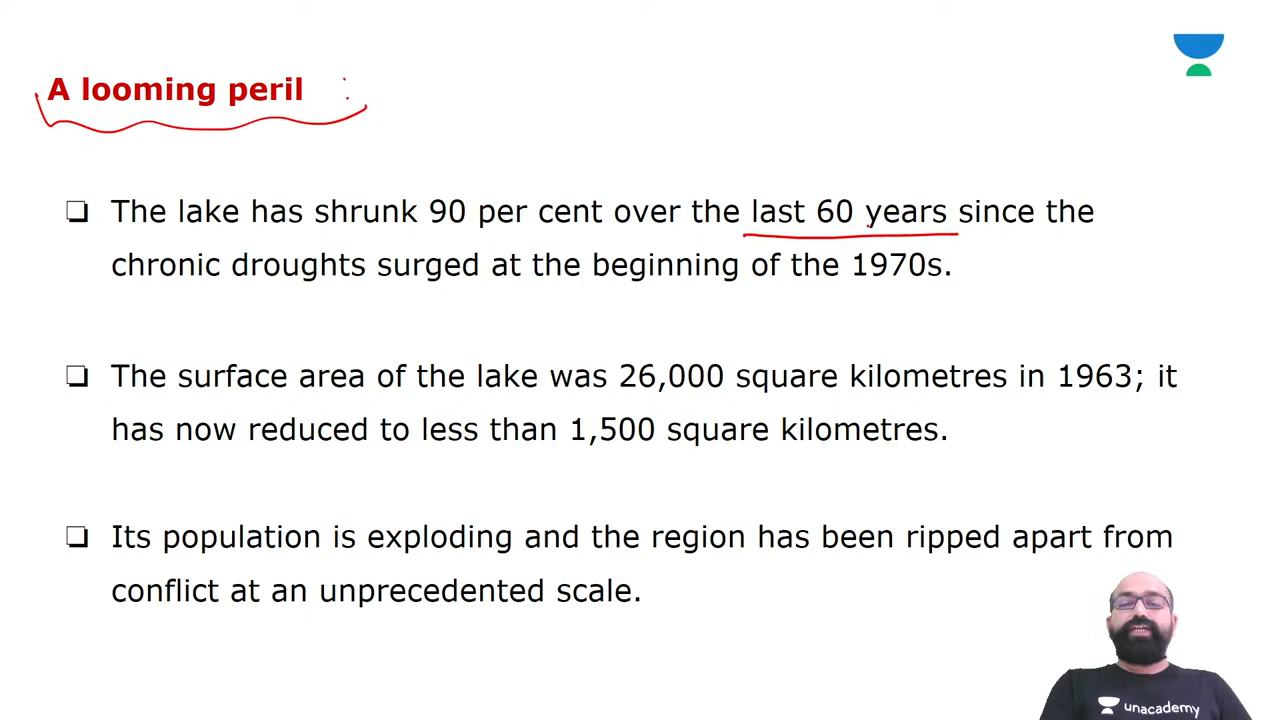 A looming peril :
❑ The lake has shrunk 90 per cent over the last 60 years since the
chronic droughts surged at the beginning of the 1970s.
❑ The surface area of the lake was 26,000 square kilometres in 1963; it
has now reduced to less than 1,500 square kilometres.
❑ Its population is exploding and the region has been ripped apart from
conflict at an unprecedented scale.
unacademy